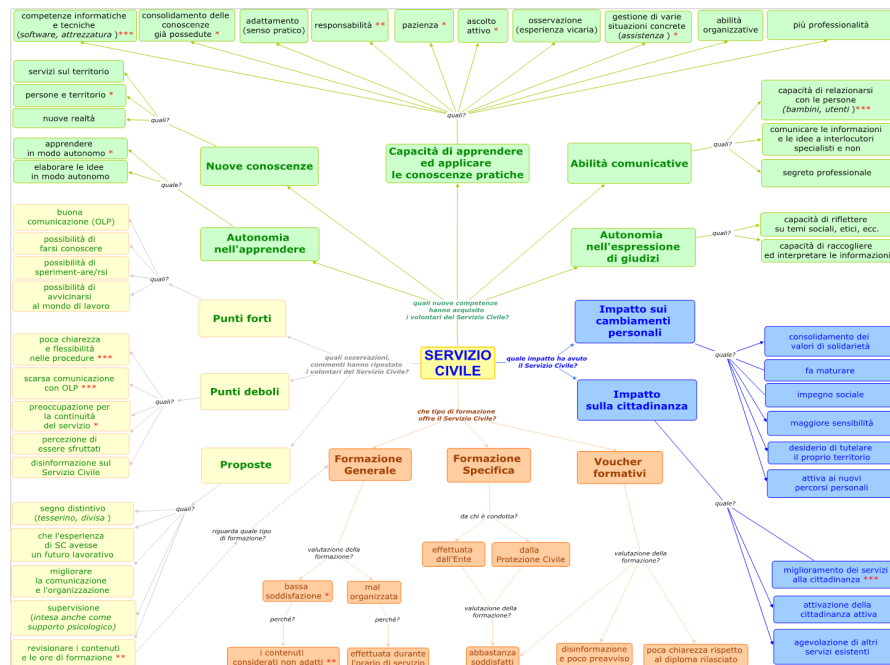 competenze informatiche
e tecniche
(software, attrezzatura )***
consolidamento delle
conoscenze
già possedute *
adattamento
(senso pratico)
responsabilità **
pazienza *
ascolto
attivo *
osservazione
(esperienza vicaria)
gestione di varie
situazioni concrete
(assistenza ) *
abilità
organizzative
più professionalità
servizi sul territorio
persone e territorio *
nuove realtà
quali?
apprendere
in modo autonomo *
elaborare le idee
in modo autonomo
quale?
Nuove conoscenze
quali?
Capacità di apprendere
ed applicare
le conoscenze pratiche
Abilità comunicative
quali?
capacità di relazionarsi
con le persone
(bambini, utenti )***
comunicare le informazioni
e le idee a interlocutori
specialisti e non
segreto professionale
Autonomia
nell'apprendere
Autonomia
nell'espressione
di giudizi
quali?
capacità di riflettere
su temi sociali, etici, ecc.
capacità di raccogliere
ed interpretare le informazioni
quali nuove competenze
hanno acquisito
i volontari del Servizio Civile?
buona
comunicazione (OLP)
possibilità di
farsi conoscere
possibilità di
speriment-are/rsi
possibilità di
avvicinarsi
al mondo di lavoro
quali?
Punti forti
poca chiarezza
e flessibilità
nelle procedure ***
scarsa comunicazione
con OLP ***
preoccupazione per
la continuità
del servizio *
percezione di
essere sfruttati
disinformazione sul
Servizio Civile
quali?
Punti deboli
quali osservazioni,
commenti hanno ripostato
i volontari del Servizio Civile?
SERVIZIO
CIVILE
quale impatto ha avuto
il Servizio Civile?
Impatto sui
cambiamenti
personali
Impatto
sulla cittadinanza
quale?
consolidamento dei
valori di solidarietà
fa maturare
impegno sociale
maggiore sensibilità
desiderio di tutelare
il proprio territorio
attiva ai nuovi
percorsi personali
quale?
miglioramento dei servizi
alla cittadinanza ***
attivazione della
cittadinanza attiva
agevolazione di altri
servizi esistenti
Proposte
quali?
segno distintivo
(tesserino, divisa )
che l'esperienza
di SC avesse
un futuro lavorativo
migliorare
la comunicazione
e l'organizzazione
supervisione
(intesa anche come
supporto psicologico)
revisionare i contenuti
e le ore di formazione **
riguarda quale tipo
di formazione?
che tipo di formazione
offre il Servizio Civile?
Formazione
Generale
Formazione
Specifica
Voucher
formativi
valutazione della
formazione?
bassa
soddisfazione *
mal
organizzata
perché?
perché?
i contenuti
considerati non adatti **
effettuata durante
l'orario di servizio
da chi è condotta?
effettuata
dall'Ente
dalla
Protezione Civile
valutazione della
formazione?
abbastanza
soddisfatti
valutazione della
formazione?
disinformazione
e poco preavviso
poca chiarezza rispetto
al diploma rilasciato